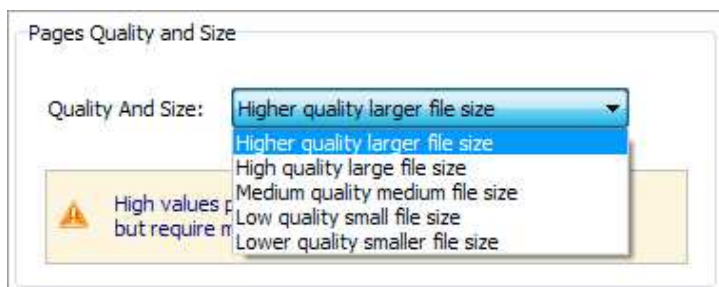 Pages Quality and Size
Quality And Size: Higher quality larger file size
Higher quality larger file size
High quality large file size
Medium quality medium file size
Low quality small file size
Lower quality smaller file size
High values
but require